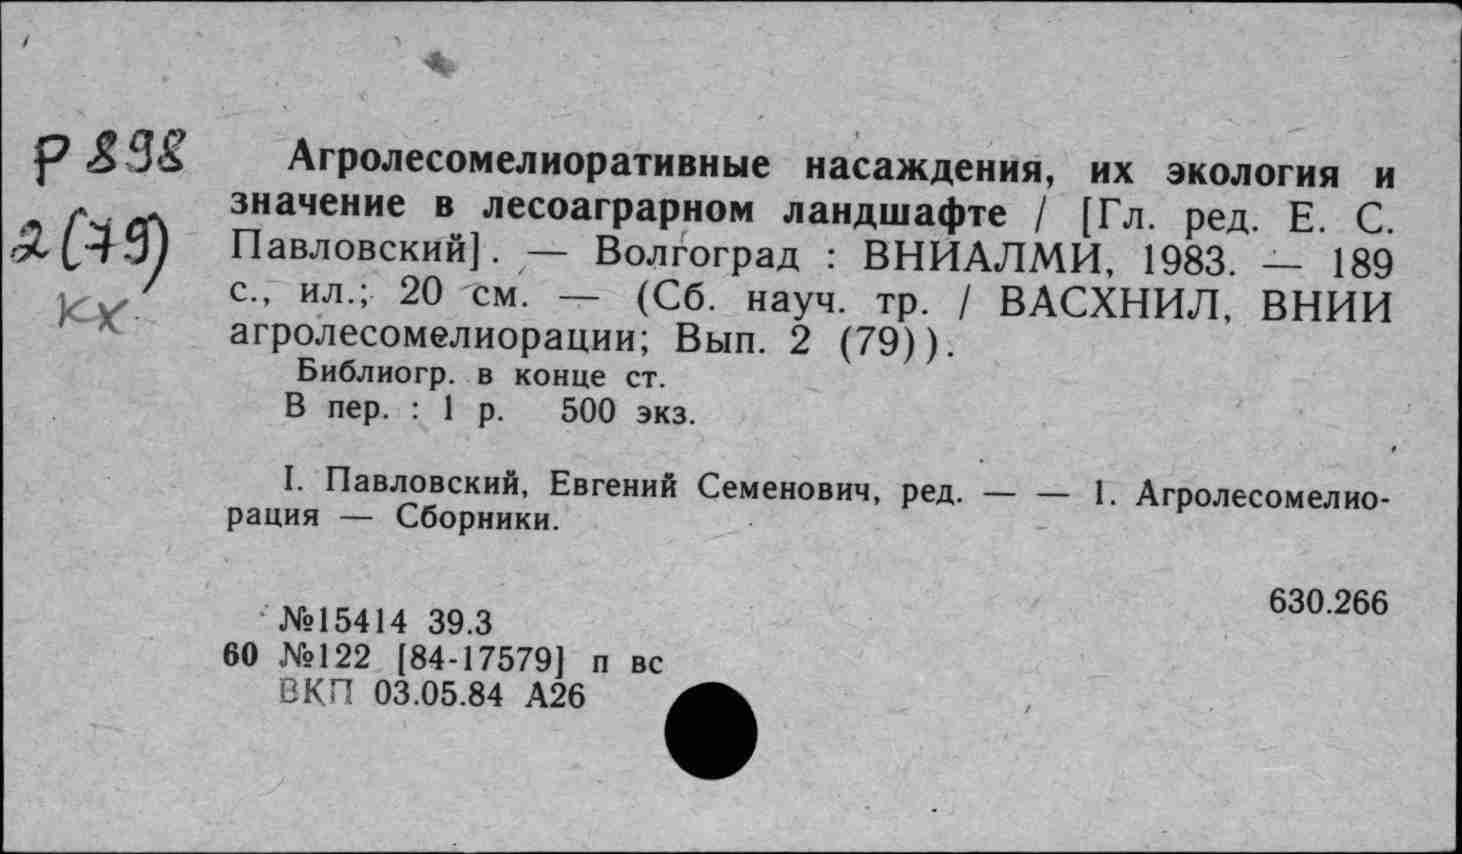 Р 898
2(79)
КХ
Агролесомелиоративные насаждения, их экология и
значение в лесоаграрном ландшафте / [Гл. ред. Е. С.
Павловский]. — Волгоград : ВНИАЛМИ, 1983. — 189
с., ил.; 20 см. — (Сб. науч. тр. / ВАСХНИЛ, ВНИИ
агролесомелиорации; Вып. 2 (79)).
Библиогр. в конце ст.
В пер. : 1 р. 500 экз.
I. Павловский, Евгений Семенович, ред. — — 1. Агролесомелио-
рация — Сборники.
630.266
№15414 39.3
60 №122 [84-17579] п вс
ВКП 03.05.84 А26